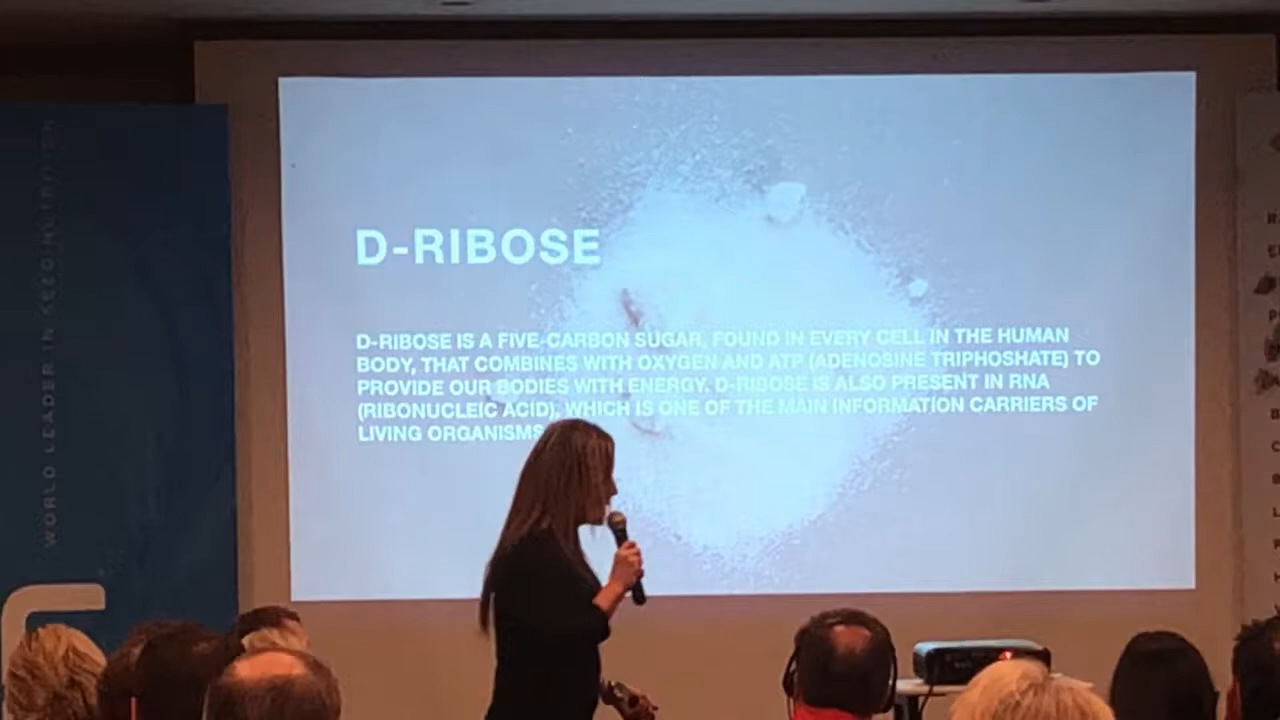 D-RIBOSE
D-RIBOSE IS A FIVE-CARBON SUGAR, FOUND IN EVERY CELL IN THE HUMAN
BODY, THAT COMBINES WITH OXYGEN AND ATP (ADENOSINE TRIPHOSHATE) TO
PROVIDE OUR BODIES WITH ENERGY. D-RIBOSE IS ALSO PRESENT IN RNA
(RIBONUCLEIC ACID), WHICH IS ONE OF THE MAIN INFORMATION CARRIERS OF
LIVING ORGANISMS
WORLD LEADER IN